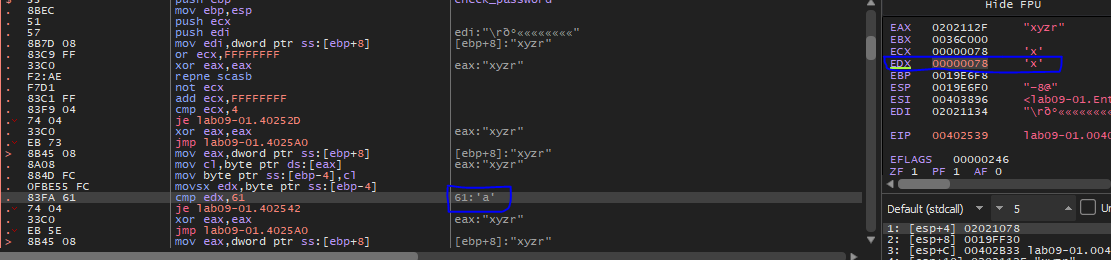 55 push ebp check_password
8BEC mov ebp,esp
51 push ecx
57 push edi edi:"\rð°««««««««"
8B7D 08 mov edi,dword ptr ss:[ebp+8] [ebp+8]:"xyzr"
83C9 FF or ecx,FFFFFFFF
33C0 xor eax,eax eax:"xyzr"
F2:AE repne scasb
F7D1 not ecx
83C1 FF add ecx,FFFFFFFF
83F9 04 cmp ecx,4
74 04 je lab09-01.40252D
33C0 xor eax,eax eax:"xyzr"
EB 73 jmp lab09-01.4025A0
> 8B45 08 mov eax,dword ptr ss:[ebp+8] [ebp+8]:"xyzr"
8A08 mov cl,byte ptr ds:[eax] eax:"xyzr"
884D FC mov byte ptr ss:[ebp-4],cl
0FBE55 FC movsx edx,byte ptr ss:[ebp-4]
83FA 61 cmp edx,61 61:'a'
74 04 je lab09-01.402542
33C0 xor eax,eax eax:"xyzr"
EB 5E jmp lab09-01.4025A0
> 8B45 08 mov eax,dword ptr ss:[ebp+8] [ebp+8]:"xyzr"
Hide FPU
EAX 0202112F "xyzr"
EBX 0036C000
ECX 00000078 'x'
EDX 00000078 'x'
EBP 0019E6F8
ESP 0019E6F0 "-8@"
ESI 00403896 <lab09-01.Ent
EDI 02021134 "\rð°««««««««
EIP 00402539 lab09-01.0040
EFLAGS 00000246
ZF 1 PF 1 AF 0
Default (stdcall) 5 Un
1: [esp+4] 02021078
2: [esp+8] 0019FF30
3: [esp+C] 00402B33 lab09-01.004